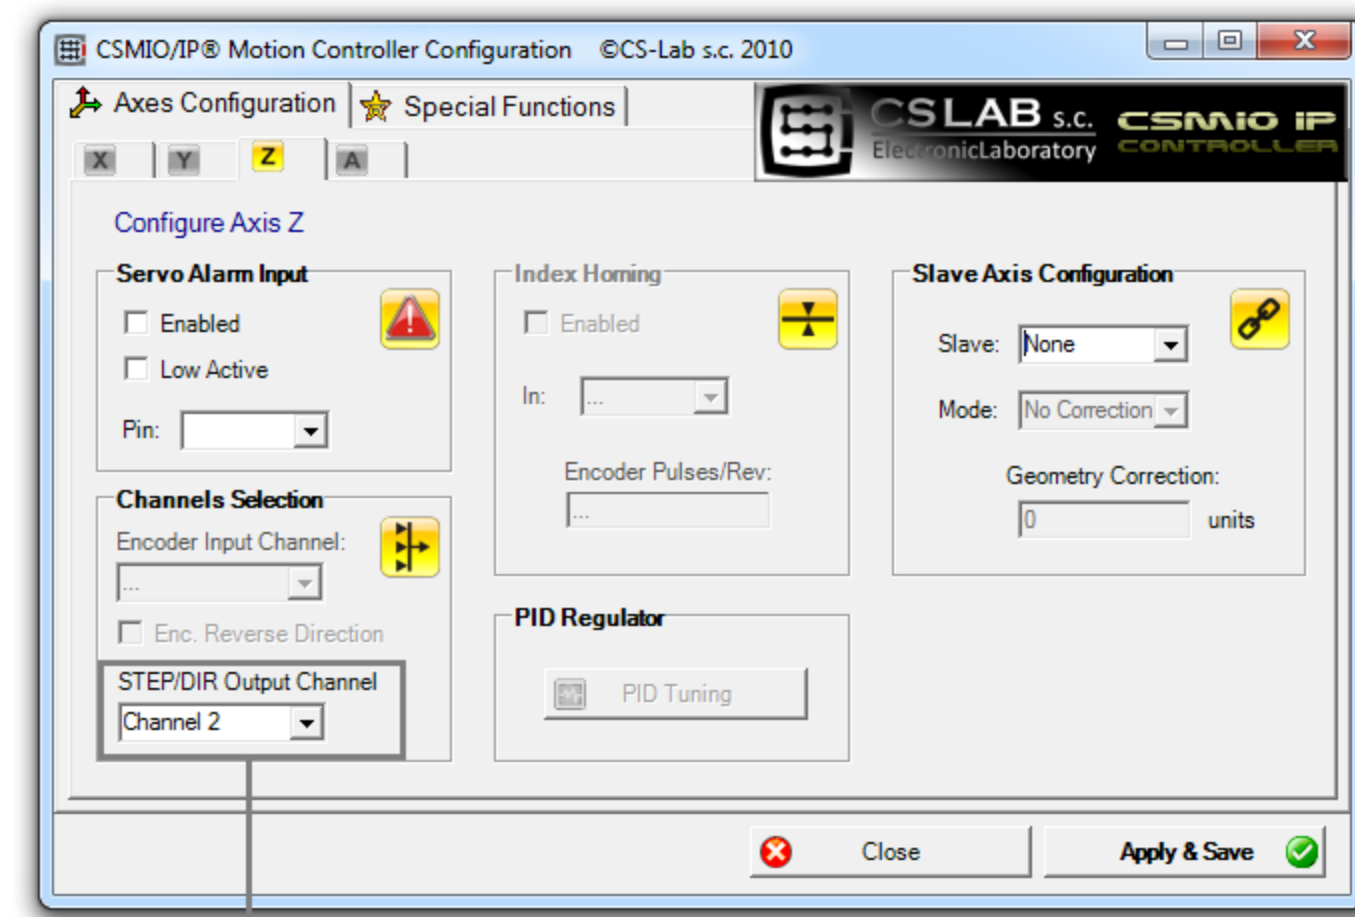 CSMIO/IP® Motion Controller Configuration ©CS-Lab s.c. 2010
Axes Configuration
Special Functions
CSLAB s.c.
ElectronicLaboratory
CSMIO IP
CONTROLLER
X
Y
Z
A
Configure Axis Z
Servo Alarm Input
Enabled
Low Active
Pin:
Channels Selection
Encoder Input Channel:
...
Enc. Reverse Direction
STEP/DIR Output Channel
Channel 2
Index Homing
Enabled
In: ...
Encoder Pulses/Rev:
...
PID Regulator
PID Tuning
Slave Axis Configuration
Slave: None
Mode: No Correction
Geometry Correction:
0 units
Close
Apply & Save